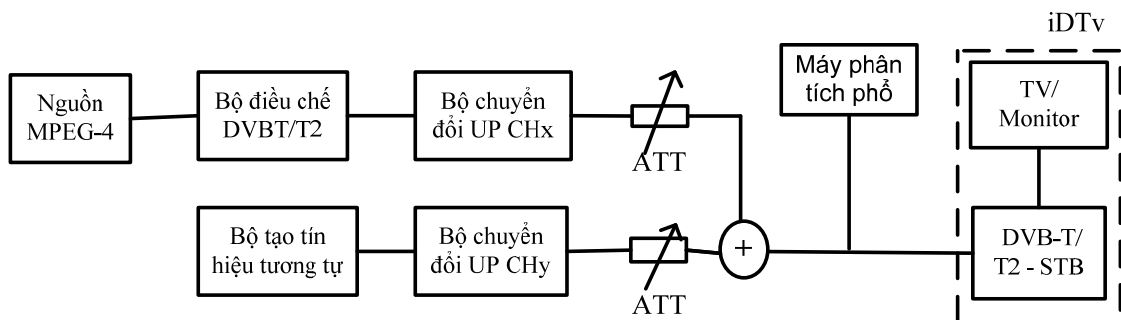 iDTv
Nguồn
MPEG-4
Bộ điều chế
DVBT/T2
Bộ chuyển
đổi UP CHx
ATT
Máy phân
tích phổ
TV/
Monitor
Bộ tạo tín
hiệu tương tự
Bộ chuyển
đổi UP CHy
ATT
+
DVB-T/
T2 - STB